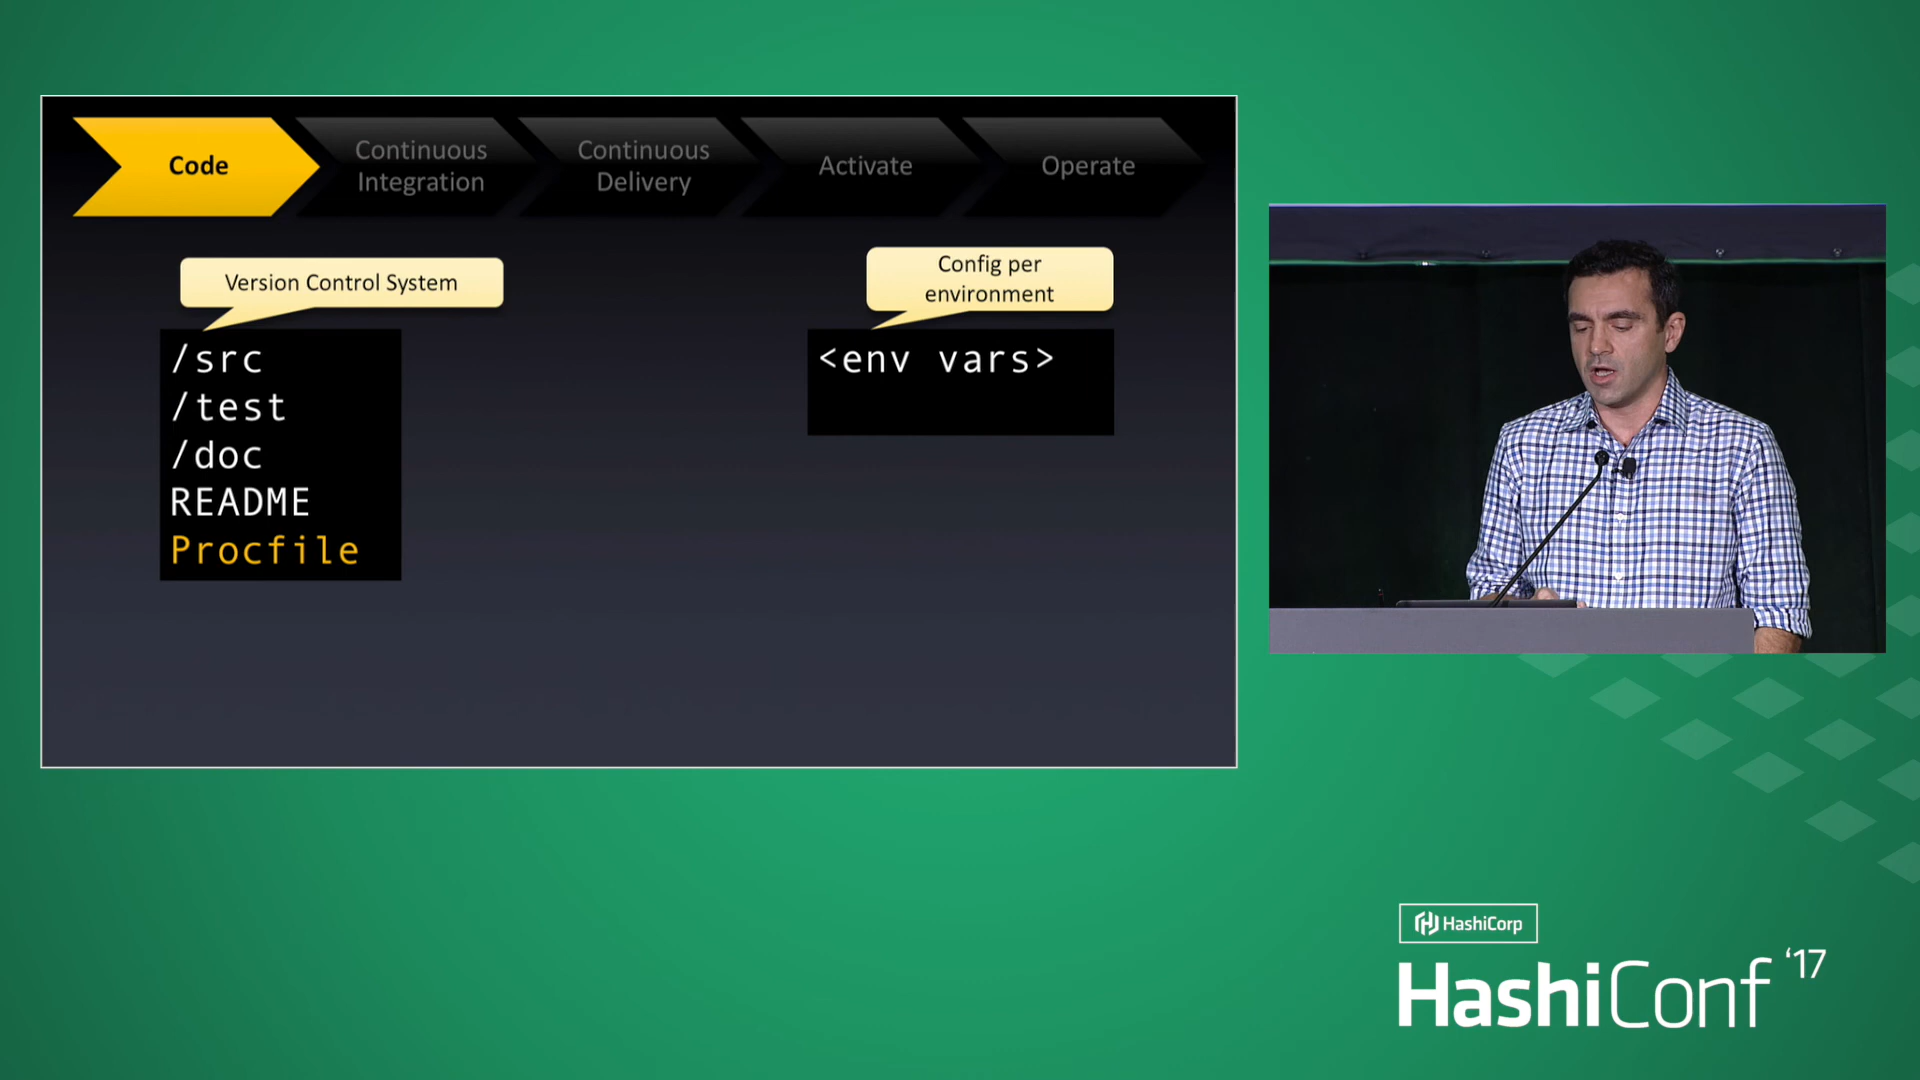 Code
Continuous
Integration
Continuous
Delivery
Activate
Operate
Version Control System
/src
/test
/doc
README
Procfile
Config per
environment
<env vars>
HashiCorp
HashiConf '17